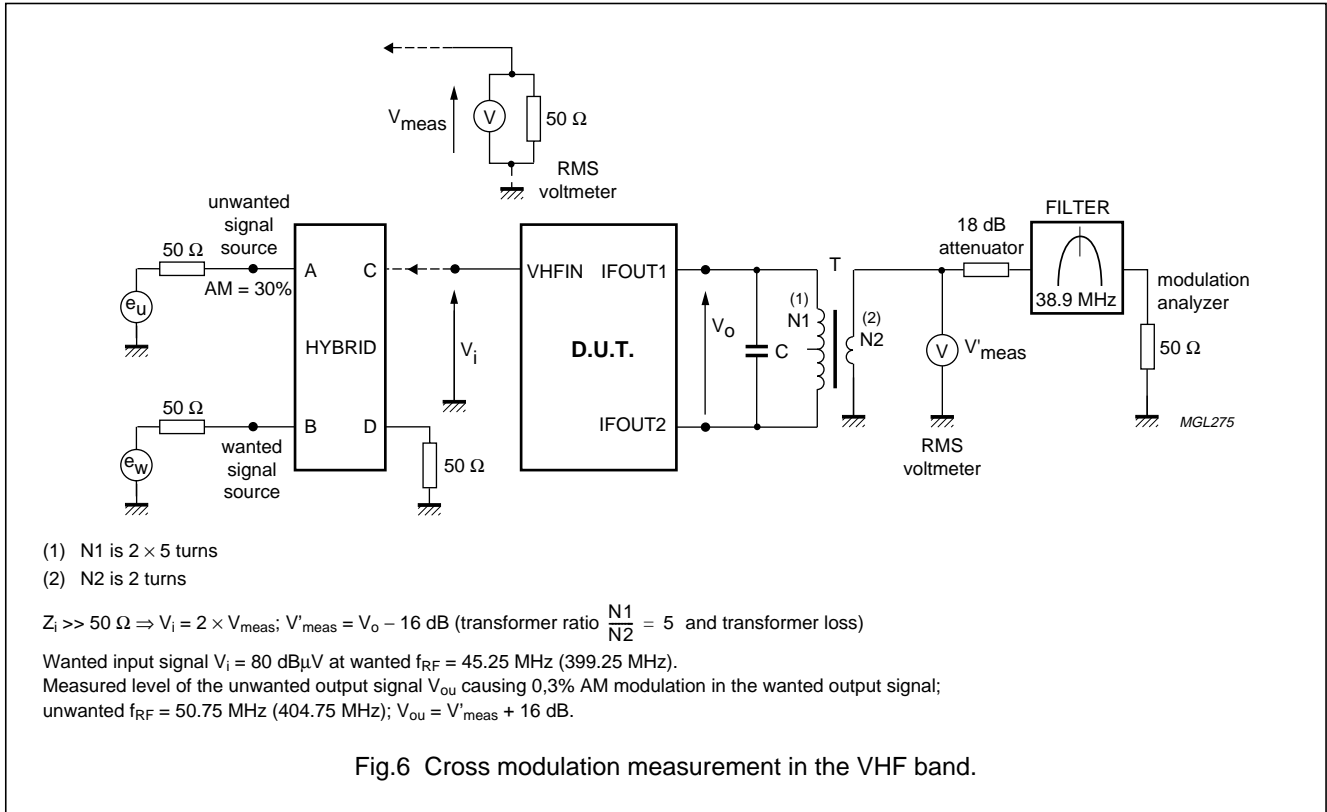 V meas
V
50 Ω
RMS
voltmeter
unwanted
signal
source
50 Ω
AM = 30%
eu
A
C
HYBRID
B
D
50 Ω
ew
wanted
signal
source
50 Ω
Vi
VHFIN
IFOUT1
D.U.T.
IFOUT2
Vo
C
(1)
N1
T
(2)
N2
V
V'meas
RMS
voltmeter
18 dB
attenuator
FILTER
38.9 MHz
modulation
analyzer
50 Ω
MGL275
(1) N1 is 2 × 5 turns
(2) N2 is 2 turns
Zi >> 50 Ω ⇒ Vi = 2 × Vmeas; V'meas = Vo − 16 dB (transformer ratio N1/N2 = 5 and transformer loss)
Wanted input signal Vi = 80 dBμV at wanted fRF = 45.25 MHz (399.25 MHz).
Measured level of the unwanted output signal Vou causing 0,3% AM modulation in the wanted output signal;
unwanted fRF = 50.75 MHz (404.75 MHz); Vou = V'meas + 16 dB.
Fig.6 Cross modulation measurement in the VHF band.